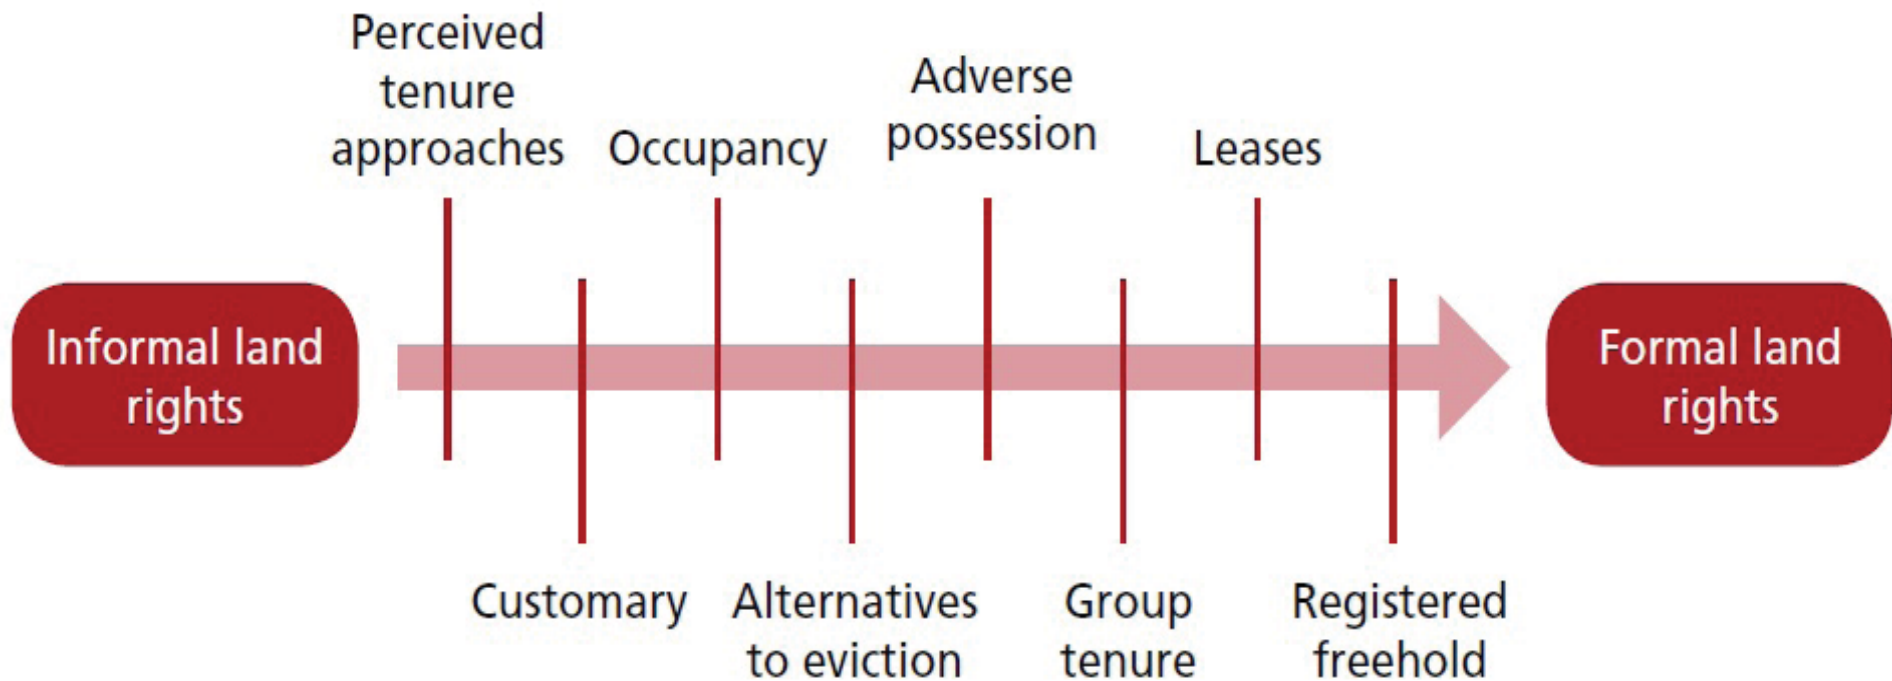 Perceived
tenure
approaches
Occupancy
Adverse
possession
Leases
Informal land
rights
Formal land
rights
Customary
Alternatives
to eviction
Group
tenure
Registered
freehold